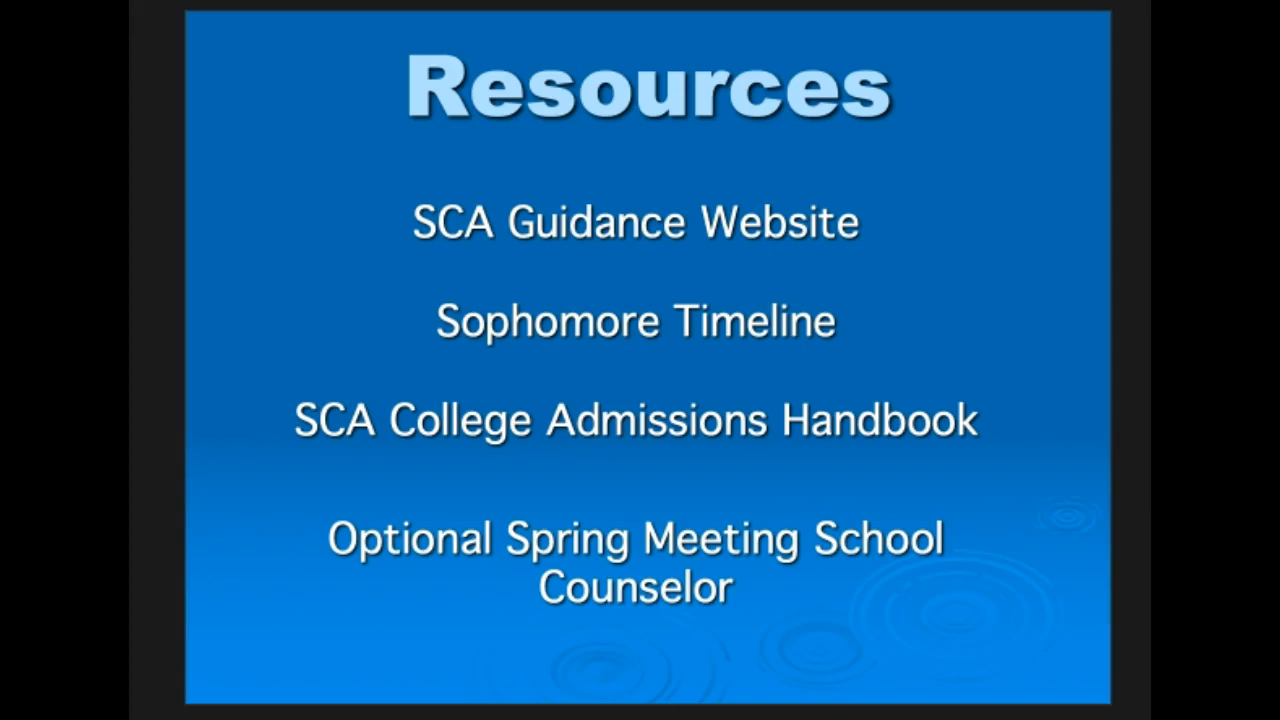 Resources
SCA Guidance Website
Sophomore Timeline
SCA College Admissions Handbook
Optional Spring Meeting School
Counselor